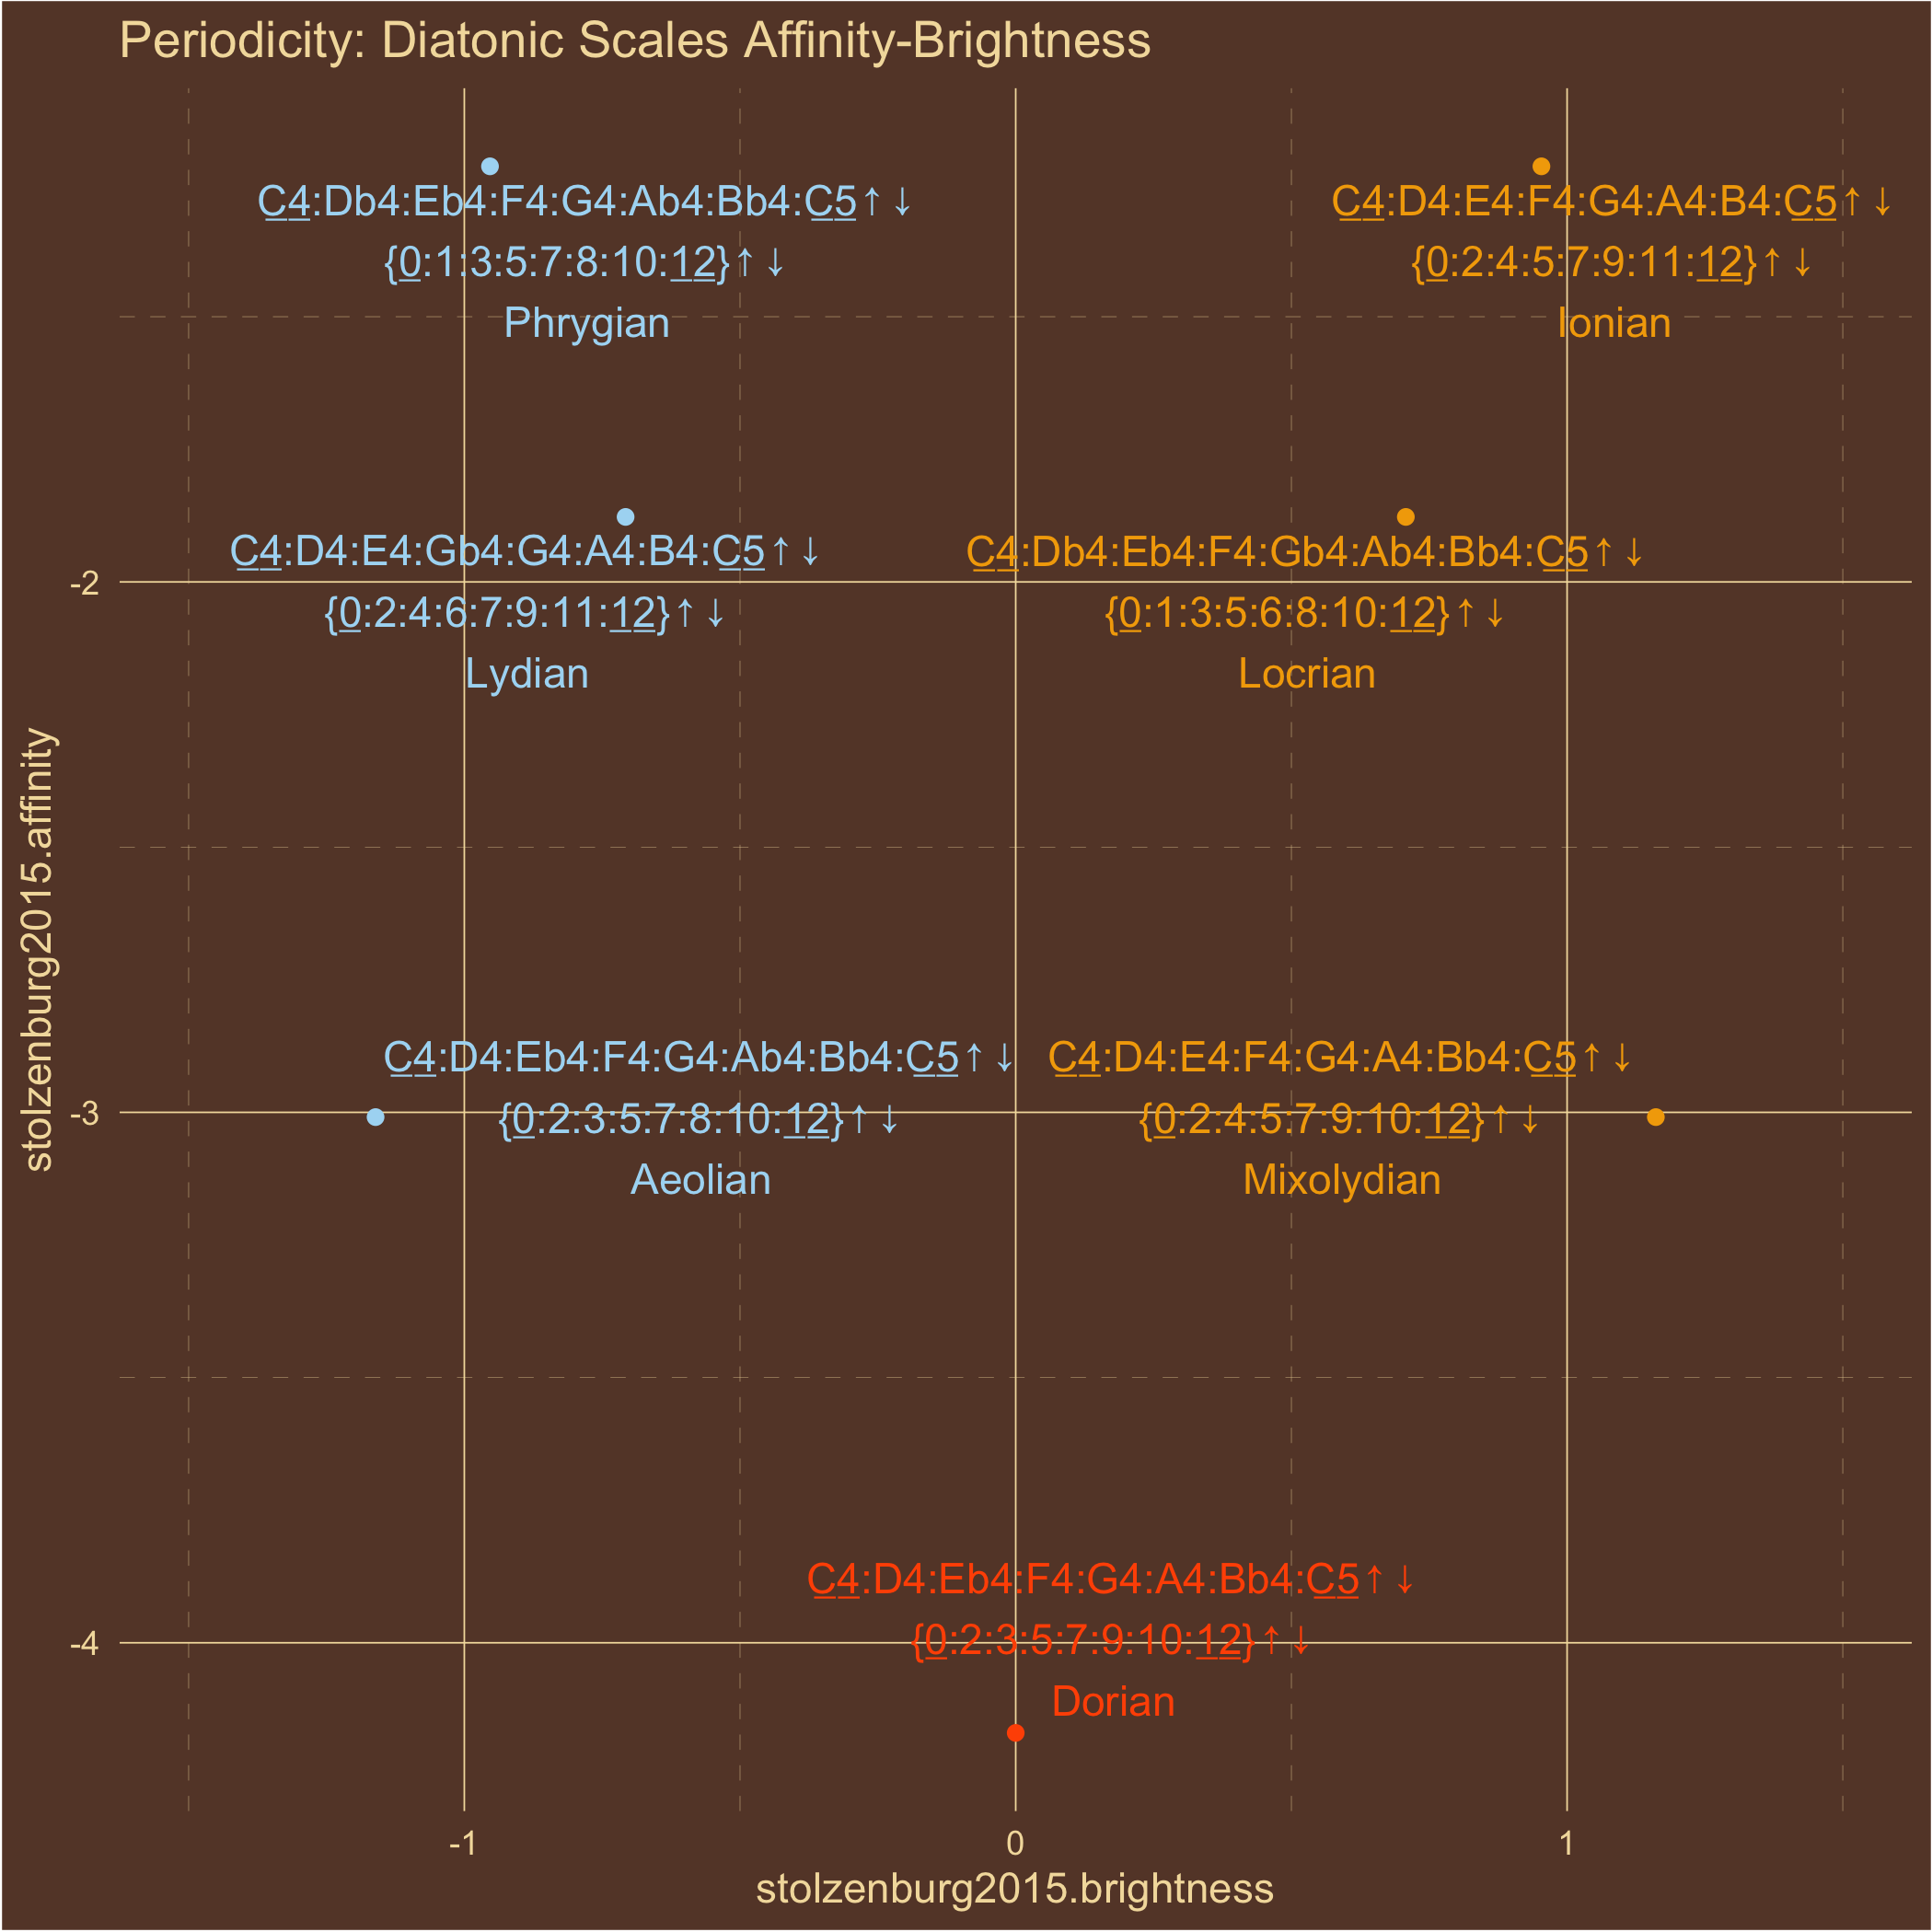 Periodicity: Diatonic Scales Affinity-Brightness
C4:Db4:Eb4:F4:G4:Ab4:Bb4:C5↑↓
{0:1:3:5:7:8:10:12}↑↓
Phrygian
C4:D4:E4:F4:G4:A4:B4:C5↑↓
{0:2:4:5:7:9:11:12}↑↓
Ionian
C4:D4:E4:Gb4:G4:A4:B4:C5↑↓
{0:2:4:6:7:9:11:12}↑↓
Lydian
C4:Db4:Eb4:F4:Gb4:Ab4:Bb4:C5↑↓
{0:1:3:5:6:8:10:12}↑↓
Locrian
-2
stolzenburg2015.affinity
C4:D4:Eb4:F4:G4:Ab4:Bb4:C5↑↓
{0:2:3:5:7:8:10:12}↑↓
Aeolian
C4:D4:E4:F4:G4:A4:Bb4:C5↑↓
{0:2:4:5:7:9:10:12}↑↓
Mixolydian
-3
C4:D4:Eb4:F4:G4:A4:Bb4:C5↑↓
{0:2:3:5:7:9:10:12}↑↓
Dorian
-4
-1 0 1
stolzenburg2015.brightness